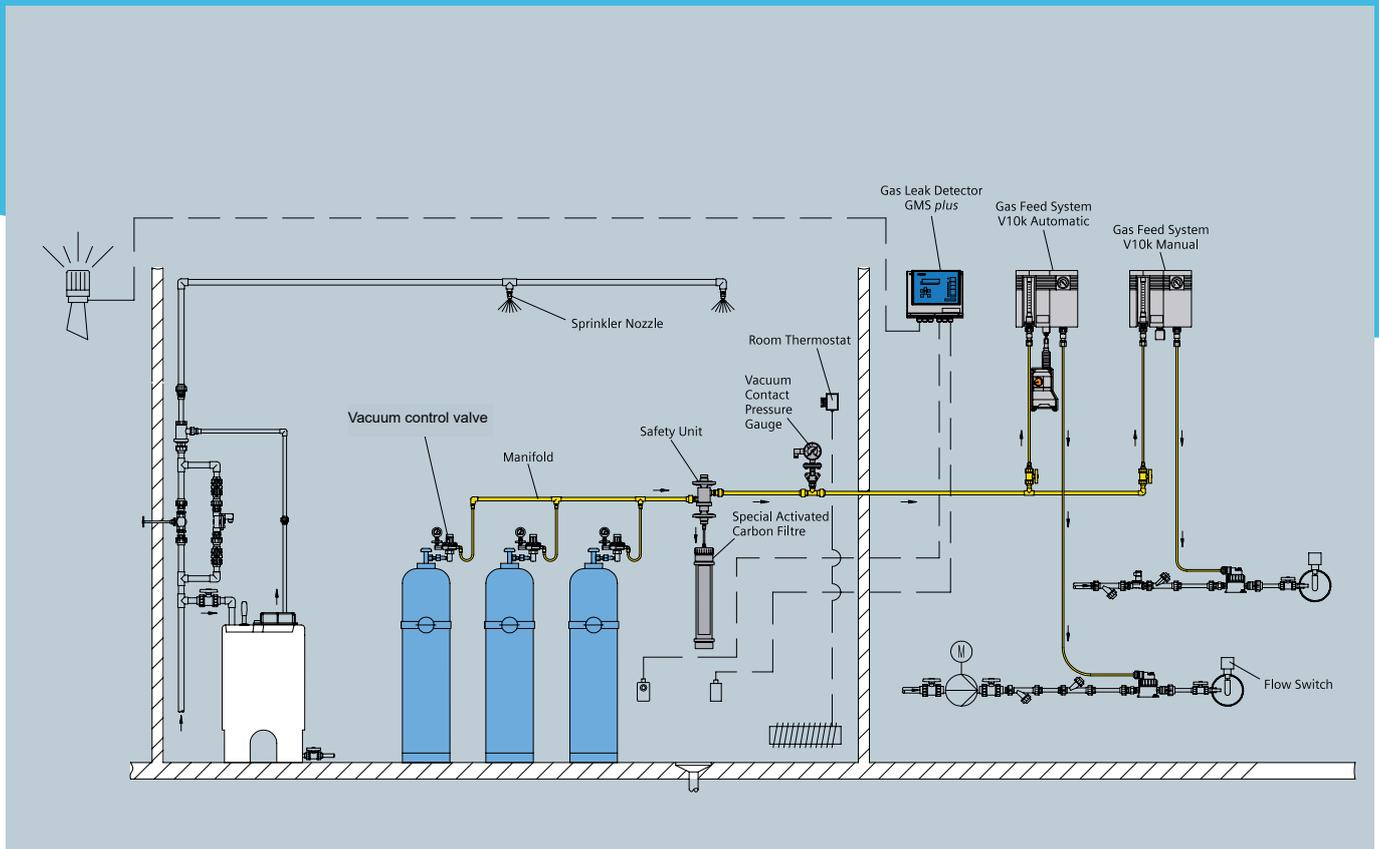 Gas Leak Detector
GMS plus
Gas Feed System
V10k Automatic
Gas Feed System
V10k Manual
Sprinkler Nozzle
Room Thermostat
Vacuum
Contact
Pressure
Gauge
Vacuum control valve
Safety Unit
Manifold
Special Activated
Carbon Filtre
M
Flow Switch